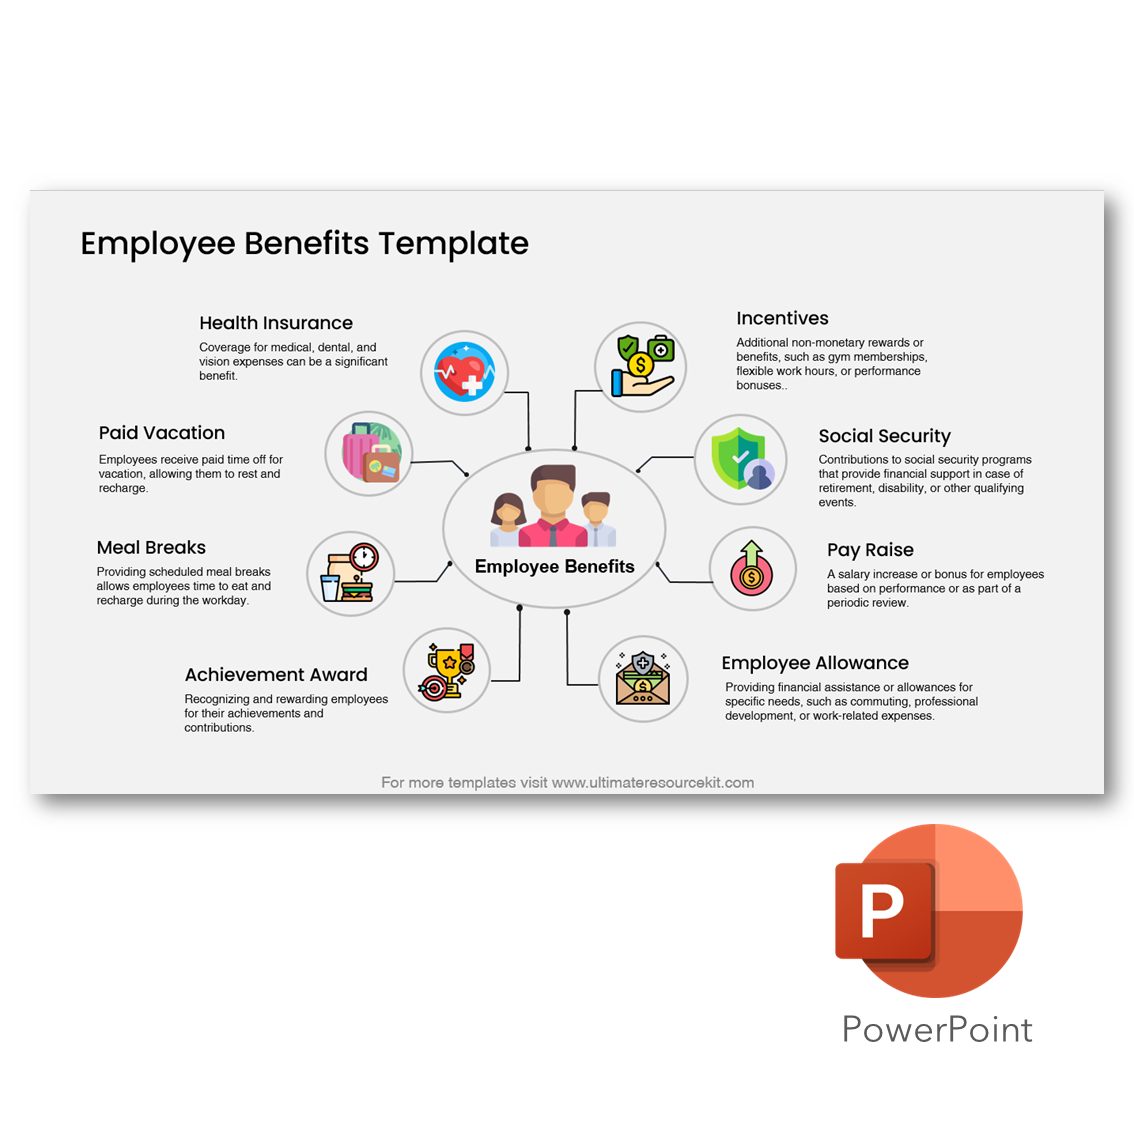 Employee Benefits Template
Health Insurance
Coverage for medical, dental, and
vision expenses can be a significant
benefit.
Incentives
Additional non-monetary rewards or
benefits, such as gym memberships,
flexible work hours, or performance
bonuses..
Paid Vacation
Employees receive paid time off for
vacation, allowing them to rest and
recharge.
Social Security
Contributions to social security programs
that provide financial support in case of
retirement, disability, or other qualifying
events.
Employee Benefits
Meal Breaks
Providing scheduled meal breaks
allows employees time to eat and
recharge during the workday.
Pay Raise
A salary increase or bonus for employees
based on performance or as part of a
periodic review.
Achievement Award
Recognizing and rewarding employees
for their achievements and
contributions.
Employee Allowance
Providing financial assistance or allowances for
specific needs, such as commuting, professional
development, or work-related expenses.
For more templates visit www.ultimateresourcekit.com
P
PowerPoint